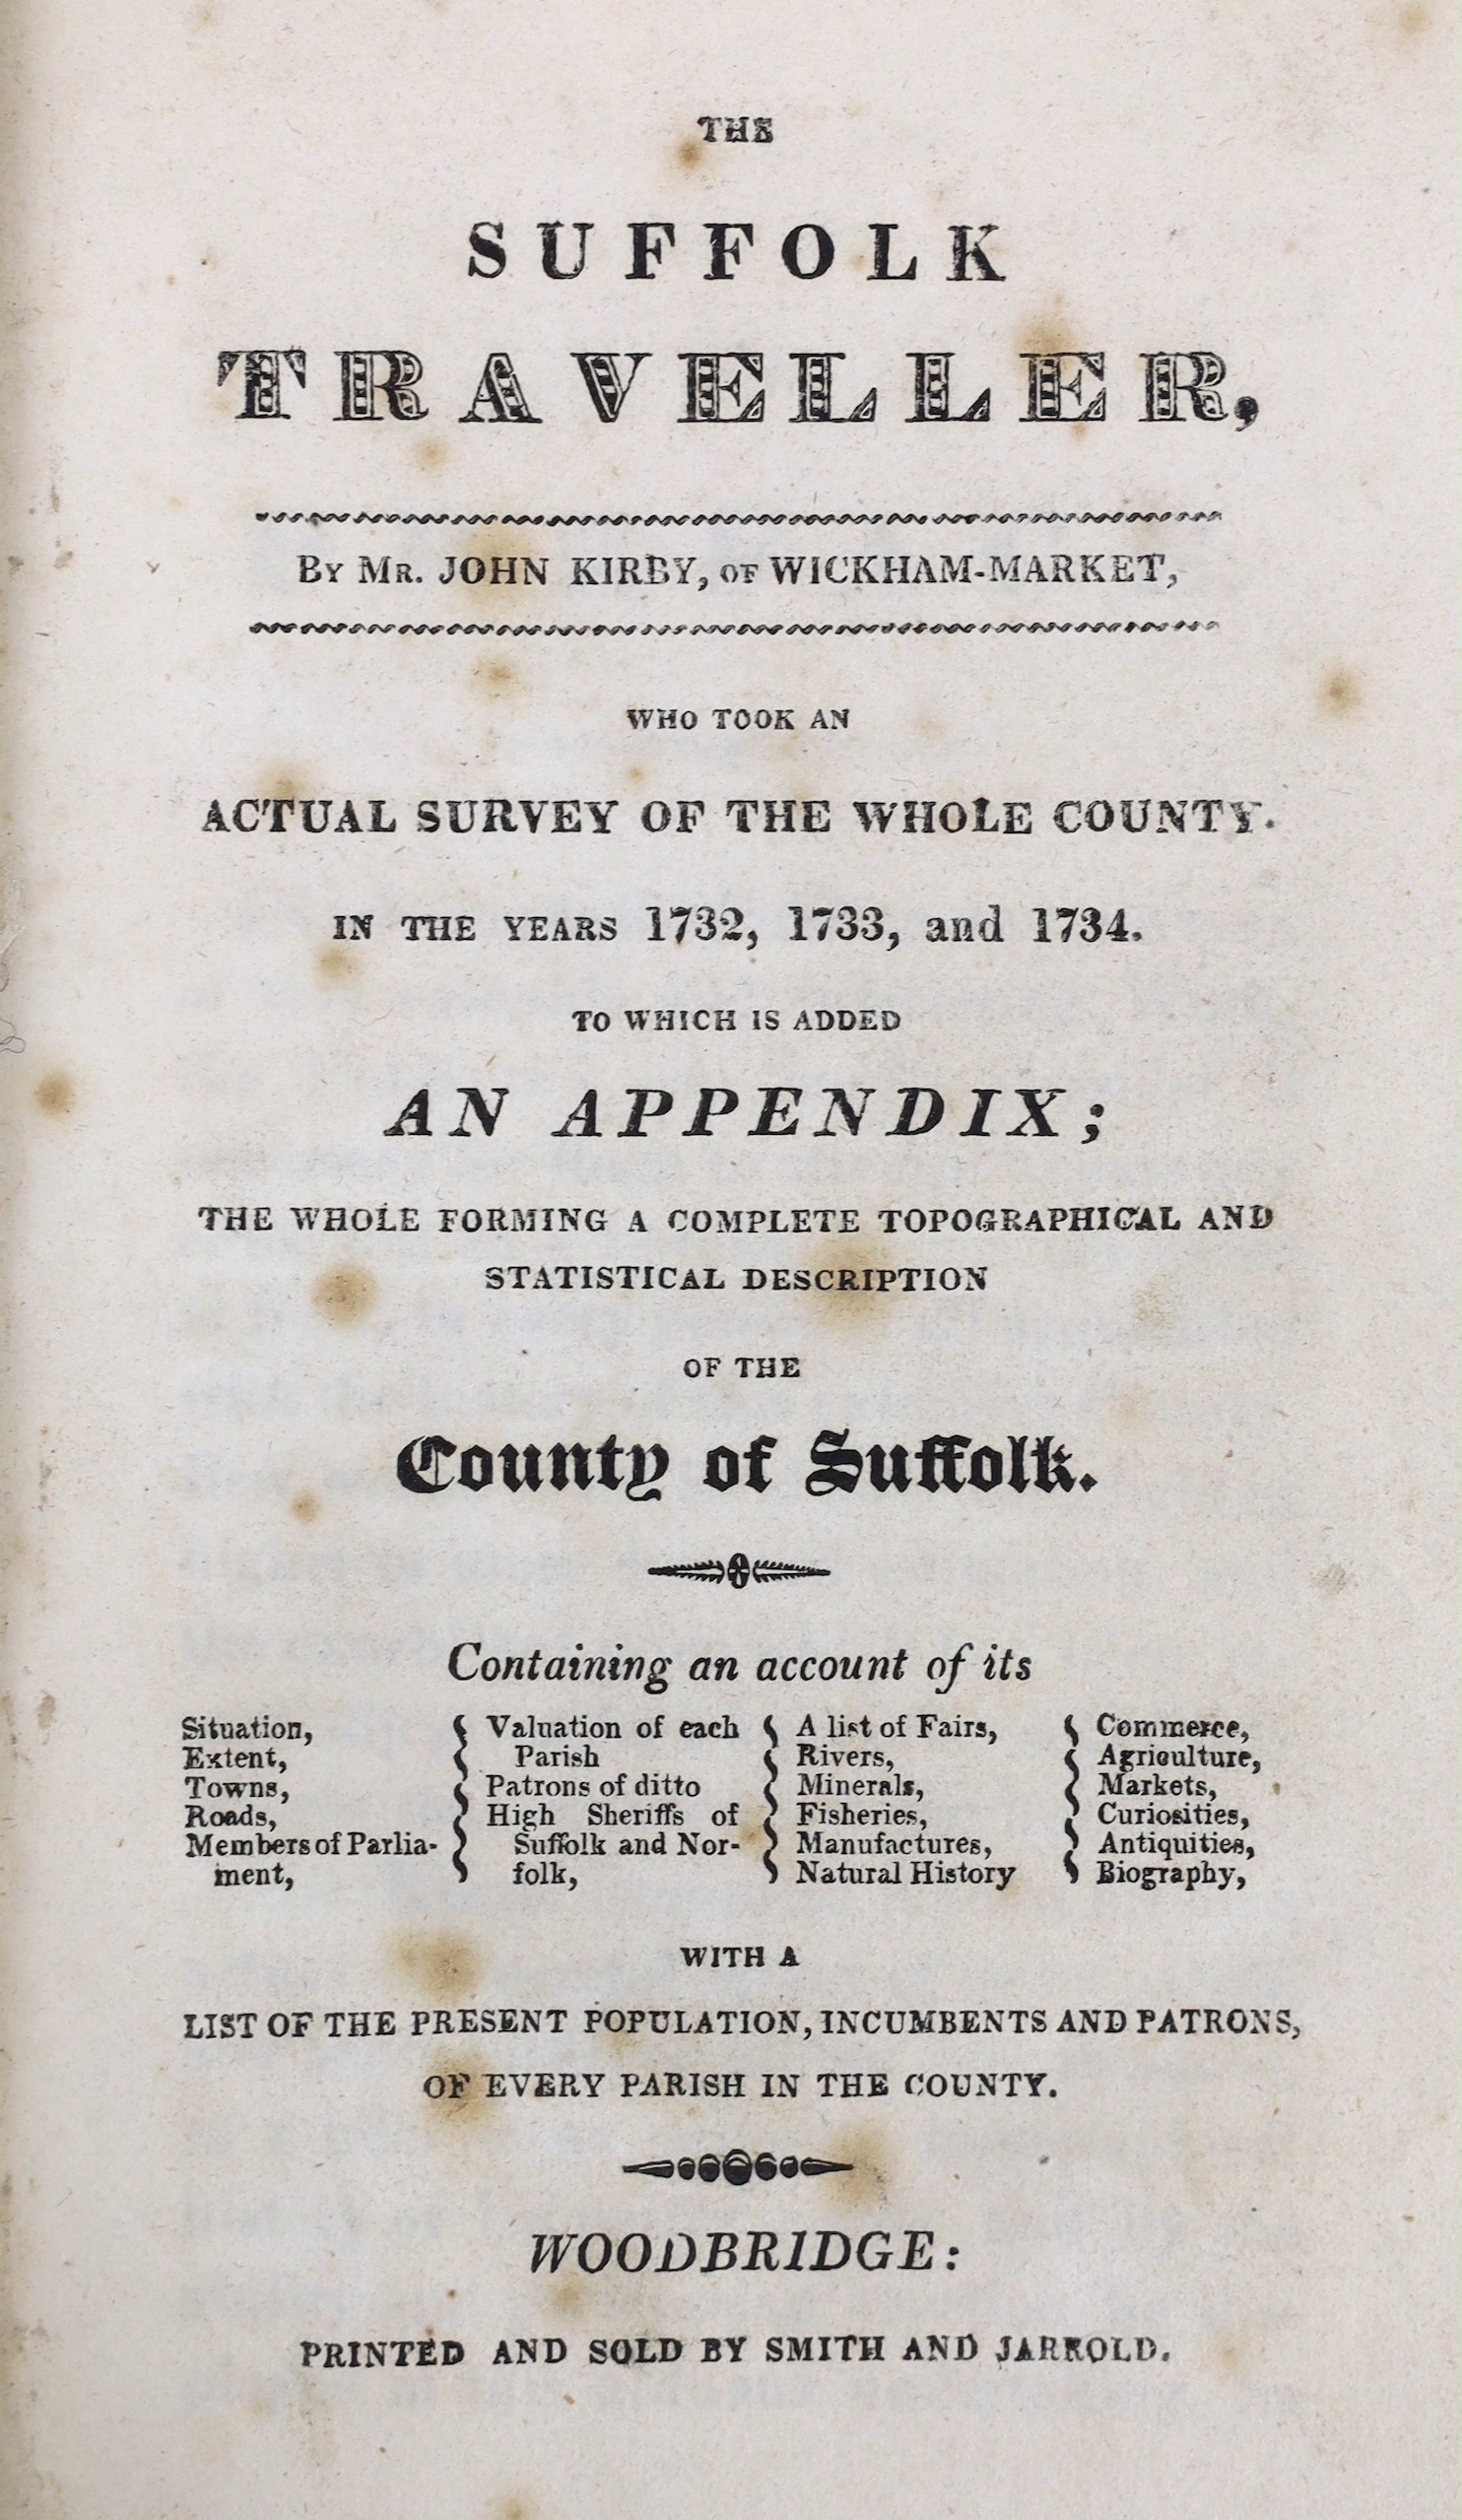 THE
SUFFOLK
TRAVELLER,
BY MR. JOHN KIRBY, OF WICKHAM-MARKET,
WHO TOOK AN
ACTUAL SURVEY OF THE WHOLE COUNTY.
IN THE YEARS 1732, 1733, and 1734.
TO WHICH IS ADDED
AN APPENDIX;
THE WHOLE FORMING A COMPLETE TOPOGRAPHICAL AND
STATISTICAL DESCRIPTION
OF THE
County of Suffolk.
Containing an account of its
Situation,
Extent,
Towns,
Roads,
Members of Parlia-
ment,
Valuation of each
Parish
Patrons of ditto
High Sheriffs of
Suffolk and Nor-
folk,
A list of Fairs,
Rivers,
Minerals,
Fisheries,
Manufactures,
Natural History
Commerce,
Agriculture,
Markets,
Curiosities,
Antiquities,
Biography,
WITH A
LIST OF THE PRESENT POPULATION, INCUMBENTS AND PATRONS,
OF EVERY PARISH IN THE COUNTY.
WOODBRIDGE:
PRINTED AND SOLD BY SMITH AND JARROLD.